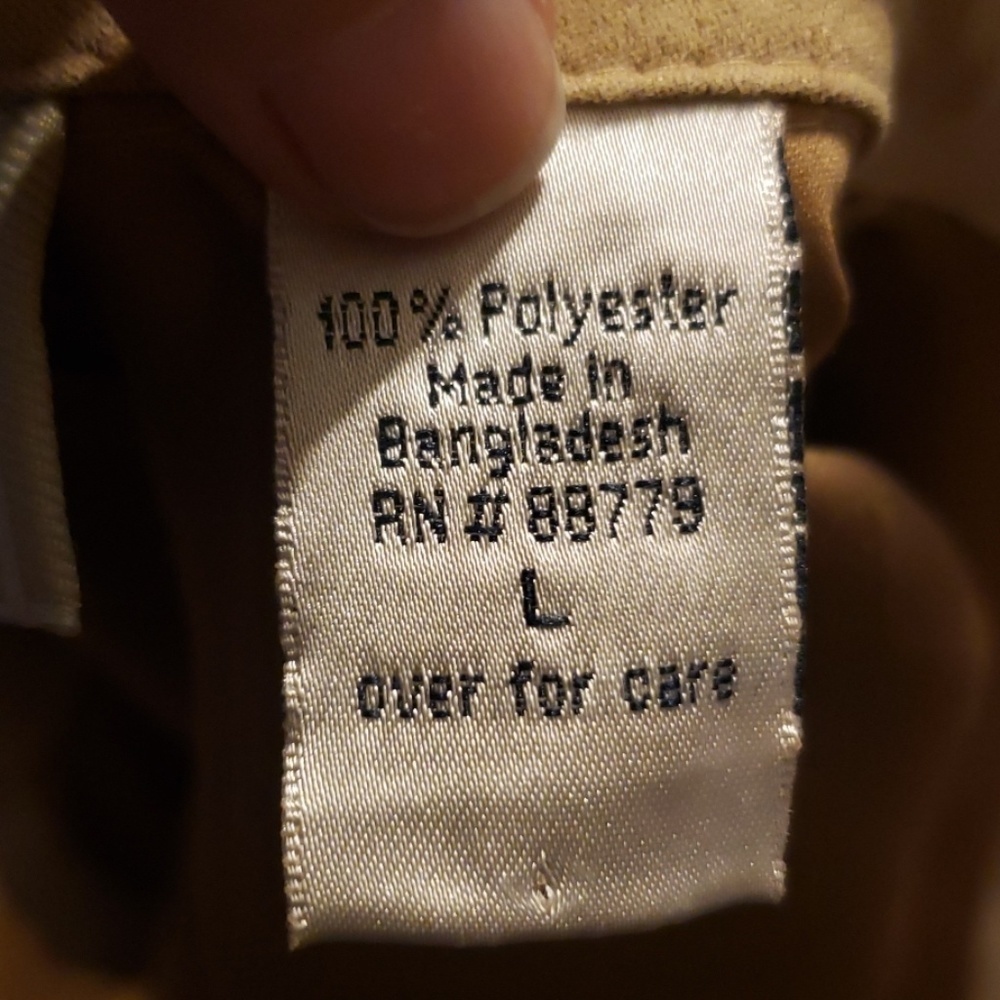 100% Polyester
Made In
Bangladesh
RN # 88779
L
over for care